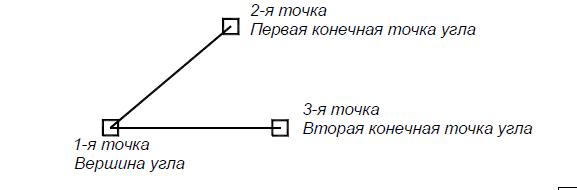 2-я точка
Первая конечная точка угла
3-я точка
Вторая конечная точка угла
1-я точка
Вершина угла